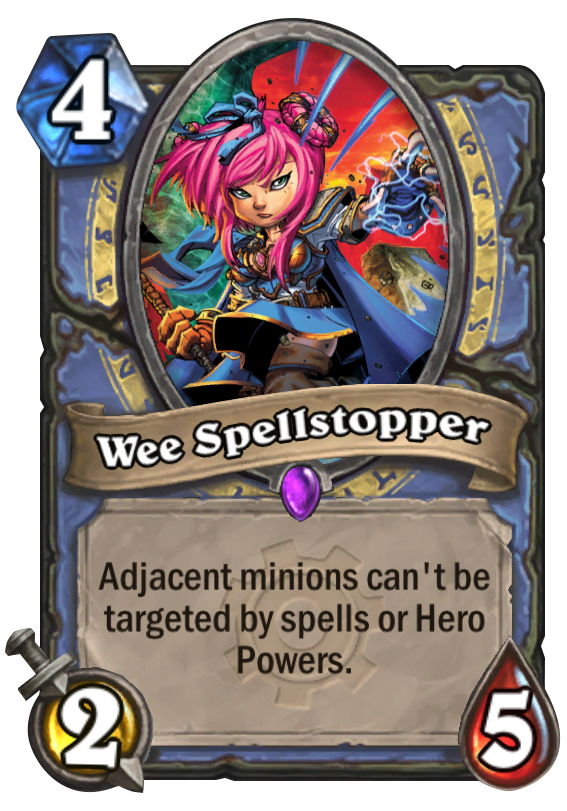 4
Wee Spellstopper
Adjacent minions can't be
targeted by spells or Hero
Powers.
2
5